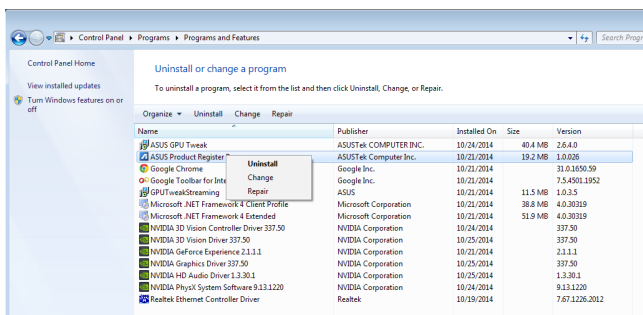 Control Panel ▸ Programs ▸ Programs and Features
Search Progr
Control Panel Home
View installed updates
Turn Windows features on or
off
Uninstall or change a program
To uninstall a program, select it from the list and then click Uninstall, Change, or Repair.
Organize Uninstall Change Repair
Name Publisher Installed On Size Version
ASUS GPU Tweak ASUSTek COMPUTER INC. 10/24/2014 40.4 MB 2.6.4.0
ASUS Product Register ASUSTek Computer Inc. 10/21/2014 19.2 MB 1.0.026
Google Chrome Google Inc. 10/21/2014 31.0.1650.59
Google Toolbar for Google Inc. 10/21/2014 7.5.4501.1952
GPUTweakStreaming ASUS 10/21/2014 11.5 MB 1.0.3.5
Microsoft .NET Framework 4 Client Profile Microsoft Corporation 10/21/2014 38.8 MB 4.0.30319
Microsoft .NET Framework 4 Extended Microsoft Corporation 10/21/2014 51.9 MB 4.0.30319
NVIDIA 3D Vision Controller Driver 337.50 NVIDIA Corporation 10/24/2014 337.50
NVIDIA 3D Vision Driver 337.50 NVIDIA Corporation 10/25/2014 337.50
NVIDIA GeForce Experience 2.1.1.1 NVIDIA Corporation 10/21/2014 2.1.1.1
NVIDIA Graphics Driver 337.50 NVIDIA Corporation 10/25/2014 337.50
NVIDIA HD Audio Driver 1.3.30.1 NVIDIA Corporation 10/25/2014 1.3.30.1
NVIDIA PhysX System Software 9.13.1220 NVIDIA Corporation 10/24/2014 9.13.1220
Realtek Ethernet Controller Driver Realtek 10/19/2014 7.67.1226.2012
Uninstall
Change
Repair